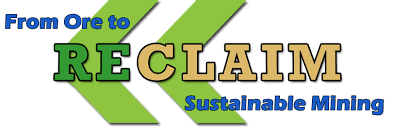 From Ore to
RECLAIM
Sustainable Mining